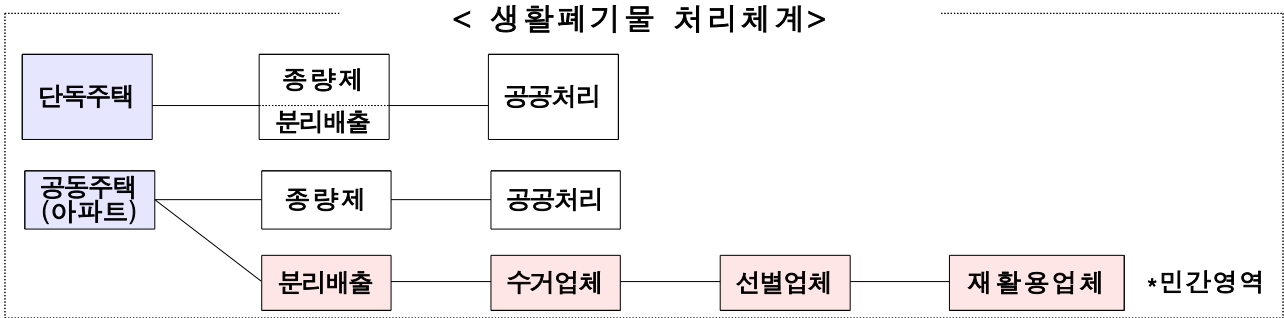 < 생활폐기물 처리체계>
단독주택
종량제
분리배출
공공처리
공동주택
(아파트)
종량제
공공처리
분리배출
수거업체
선별업체
재활용업체
*민간영역